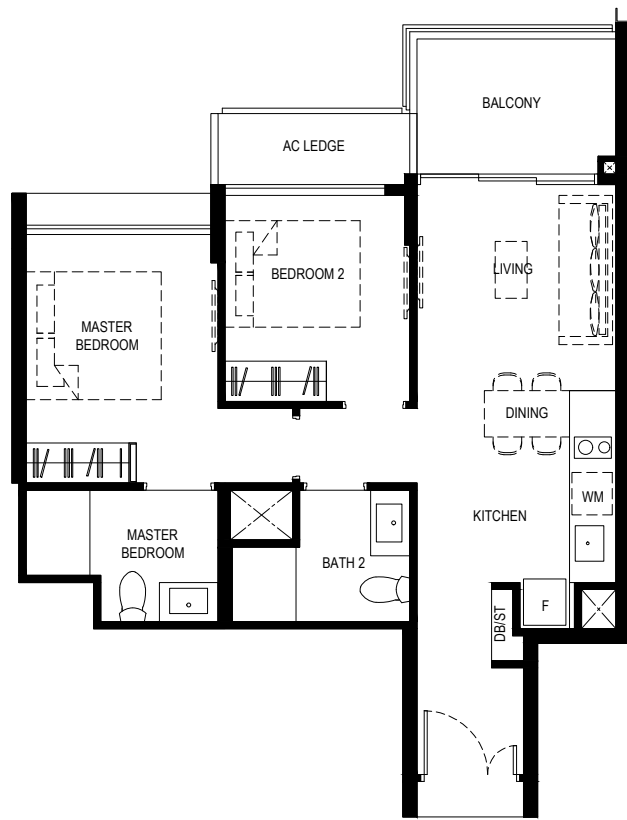 BALCONY
AC LEDGE
BEDROOM 2
LIVING
MASTER
BEDROOM
DINING
WM
KITCHEN
MASTER
BEDROOM
BATH 2
F
DB/ST